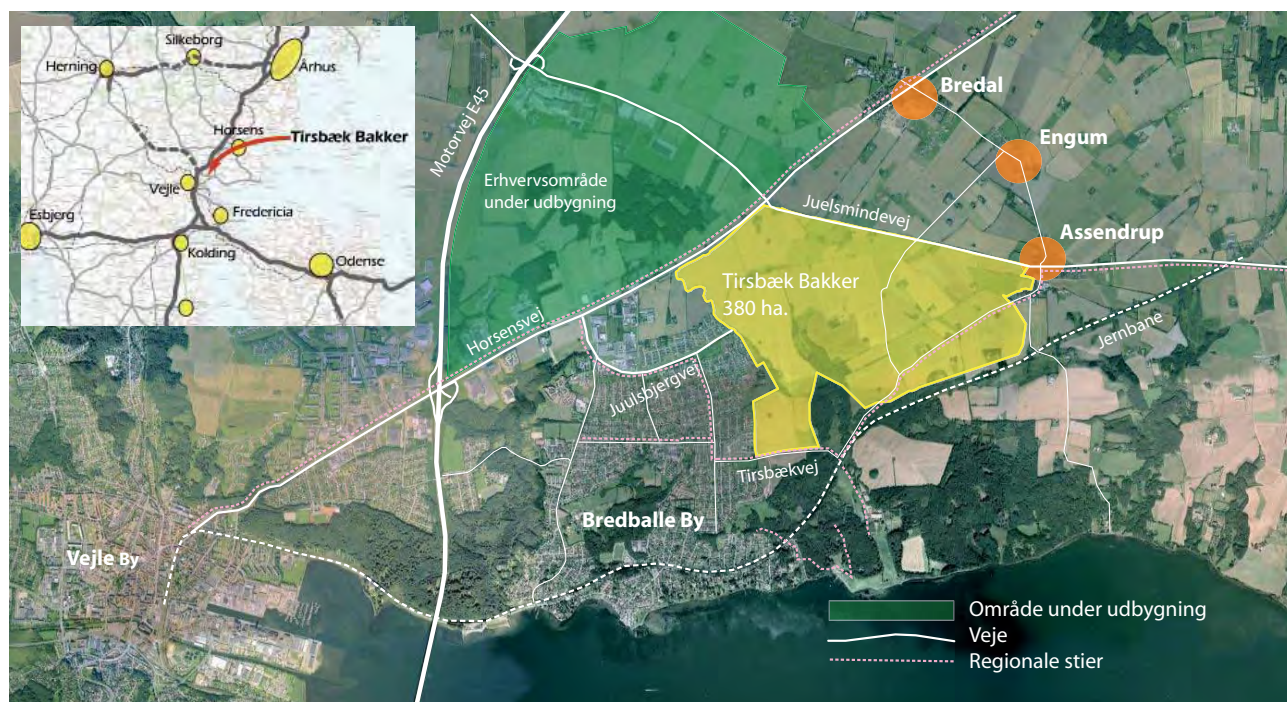 Silkeborg
Herning
Århus
Horsens
Tirsbæk Bakker
Vejle
Esbjerg
Fredericia
Kolding
Odense
Motorvej E45
Erhvervsområde
under udbygning
Bredal
Engum
Juelsmindevej
Assendrup
Tirsbæk Bakker
380 ha.
Horsensvej
Jernbane
Juulsbjergvej
Tirsbækvej
Bredballe By
Vejle By
Område under udbygning
Veje
Regionale stier